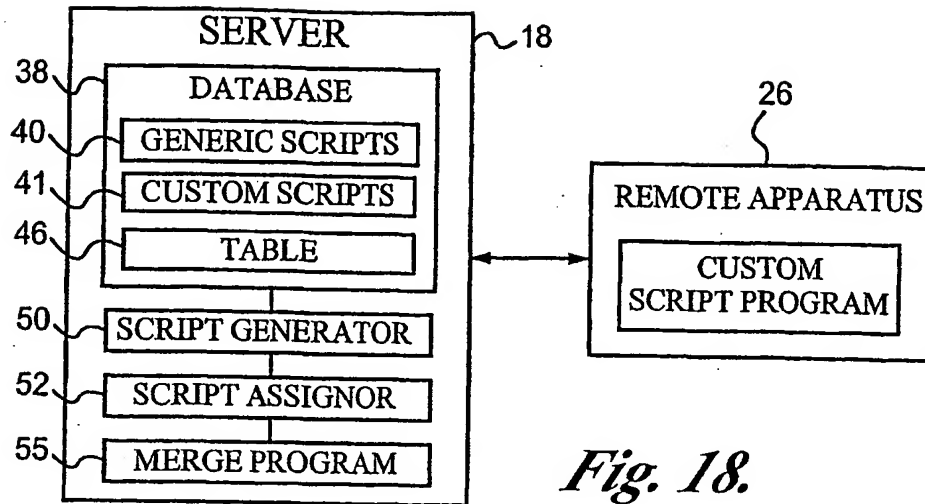 SERVER
18
38
DATABASE
40
GENERIC SCRIPTS
41
CUSTOM SCRIPTS
46
TABLE
50
SCRIPT GENERATOR
52
SCRIPT ASSIGNOR
55
MERGE PROGRAM
26
REMOTE APPARATUS
CUSTOM
SCRIPT PROGRAM
Fig. 18.